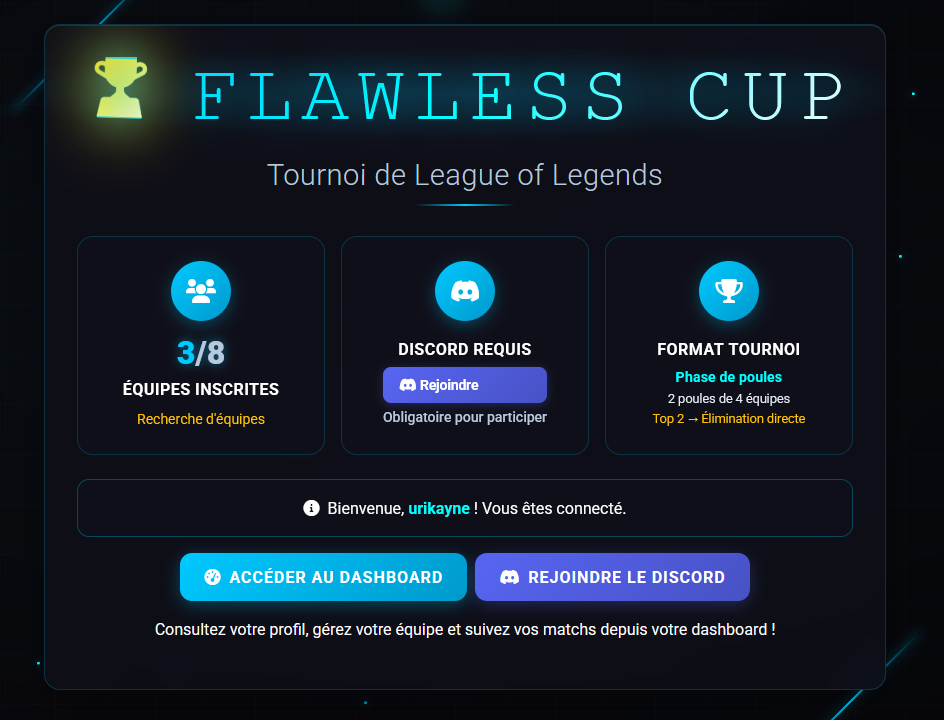 FLAWLESS CUP
Tournoi de League of Legends
3/8
ÉQUIPES INSCRITES
Recherche d'équipes
DISCORD REQUIS
Rejoindre
Obligatoire pour participer
FORMAT TOURNOI
Phase de poules
2 poules de 4 équipes
Top 2 → Élimination directe
Bienvenue, urikayne ! Vous êtes connecté.
ACCÉDER AU DASHBOARD
REJOINDRE LE DISCORD
Consultez votre profil, gérez votre équipe et suivez vos matchs depuis votre dashboard !